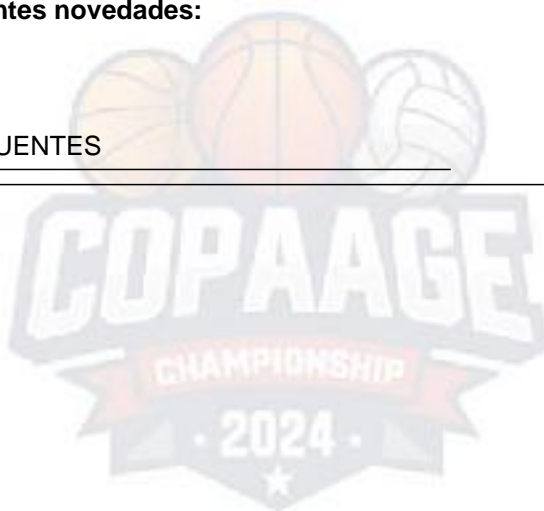 ntes novedades:
UENTES
COPAAGE
CHAMPIONSHIP
· 2024 ·